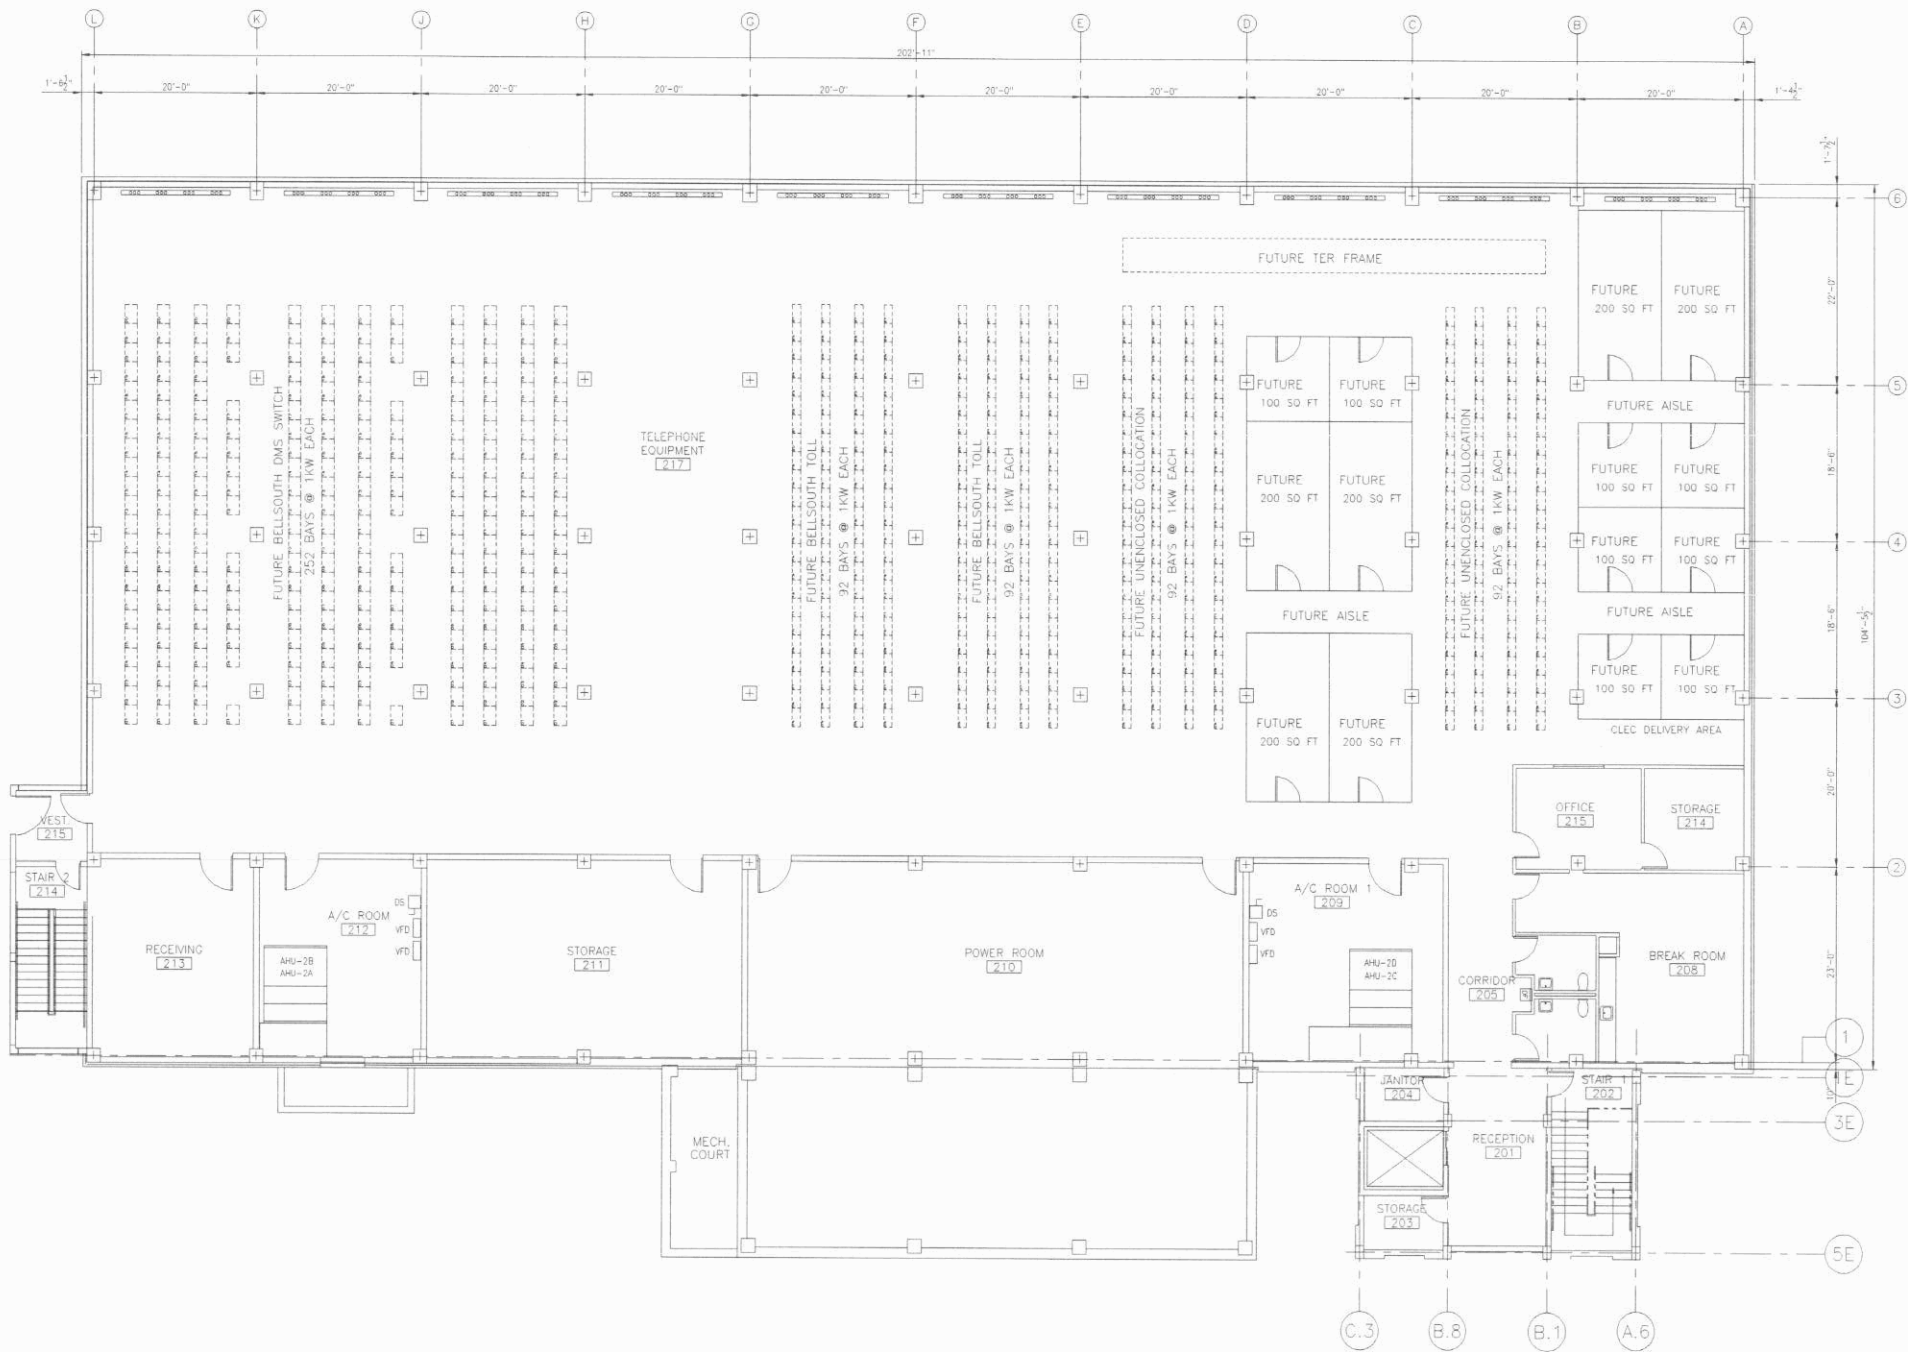 L K J H G F E D C B A
202'-11"
1'-6½" 20'-0" 20'-0" 20'-0" 20'-0" 20'-0" 20'-0" 20'-0" 20'-0" 20'-0" 20'-0" 1'-4½"
1'-7½"
6
FUTURE TER FRAME
FUTURE
200 SQ FT
FUTURE
200 SQ FT
22'-0"
5
FUTURE
100 SQ FT
FUTURE
100 SQ FT
FUTURE AISLE
FUTURE BELLSOUTH DMS SWITCH
252 BAYS @ 1KW EACH
TELEPHONE
EQUIPMENT
217
FUTURE BELLSOUTH TOLL
92 BAYS @ 1KW EACH
FUTURE BELLSOUTH TOLL
92 BAYS @ 1KW EACH
FUTURE UNENCLOSED COLLOCATION
92 BAYS @ 1KW EACH
FUTURE
200 SQ FT
FUTURE
200 SQ FT
FUTURE UNENCLOSED COLLOCATION
92 BAYS @ 1KW EACH
FUTURE
100 SQ FT
FUTURE
100 SQ FT
18'-6"
FUTURE
100 SQ FT
FUTURE
100 SQ FT
4
FUTURE AISLE
FUTURE AISLE
18'-6"
104'-5½"
FUTURE
100 SQ FT
FUTURE
100 SQ FT
3
FUTURE
200 SQ FT
FUTURE
200 SQ FT
CLEC DELIVERY AREA
20'-0"
VEST.
215
OFFICE
215
STORAGE
214
2
STAIR 2
214
RECEIVING
213
A/C ROOM
212
DS
VFD
VFD
AHU-2B
AHU-2A
STORAGE
211
POWER ROOM
210
A/C ROOM 1
209
DS
VFD
VFD
AHU-2D
AHU-2C
CORRIDOR
205
BREAK ROOM
208
23'-0"
1
1E
JANITOR
204
STAIR 1
202
3E
MECH.
COURT
RECEPTION
201
STORAGE
203
5E
C.3 B.8 B.1 A.6